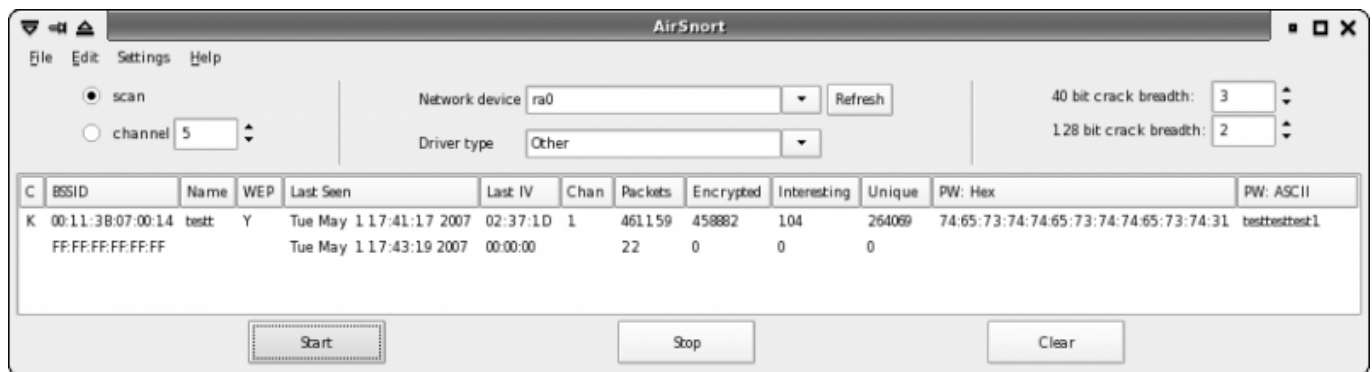 AirSnort
File Edit Settings Help
scan
channel 5
Network device ra0 Refresh
Driver type Other
40 bit crack breadth: 3
128 bit crack breadth: 2
C BSSID Name WEP Last Seen Last IV Chan Packets Encrypted Interesting Unique PW: Hex PW: ASCII
K 00:11:3B:07:00:14 testt Y Tue May 1 17:41:17 2007 02:37:1D 1 461159 458882 104 264069 74:65:73:74:74:65:73:74:74:65:73:74:31 testtesttest1
FF:FF:FF:FF:FF:FF Tue May 1 17:43:19 2007 00:00:00 22 0 0 0
Start Stop Clear